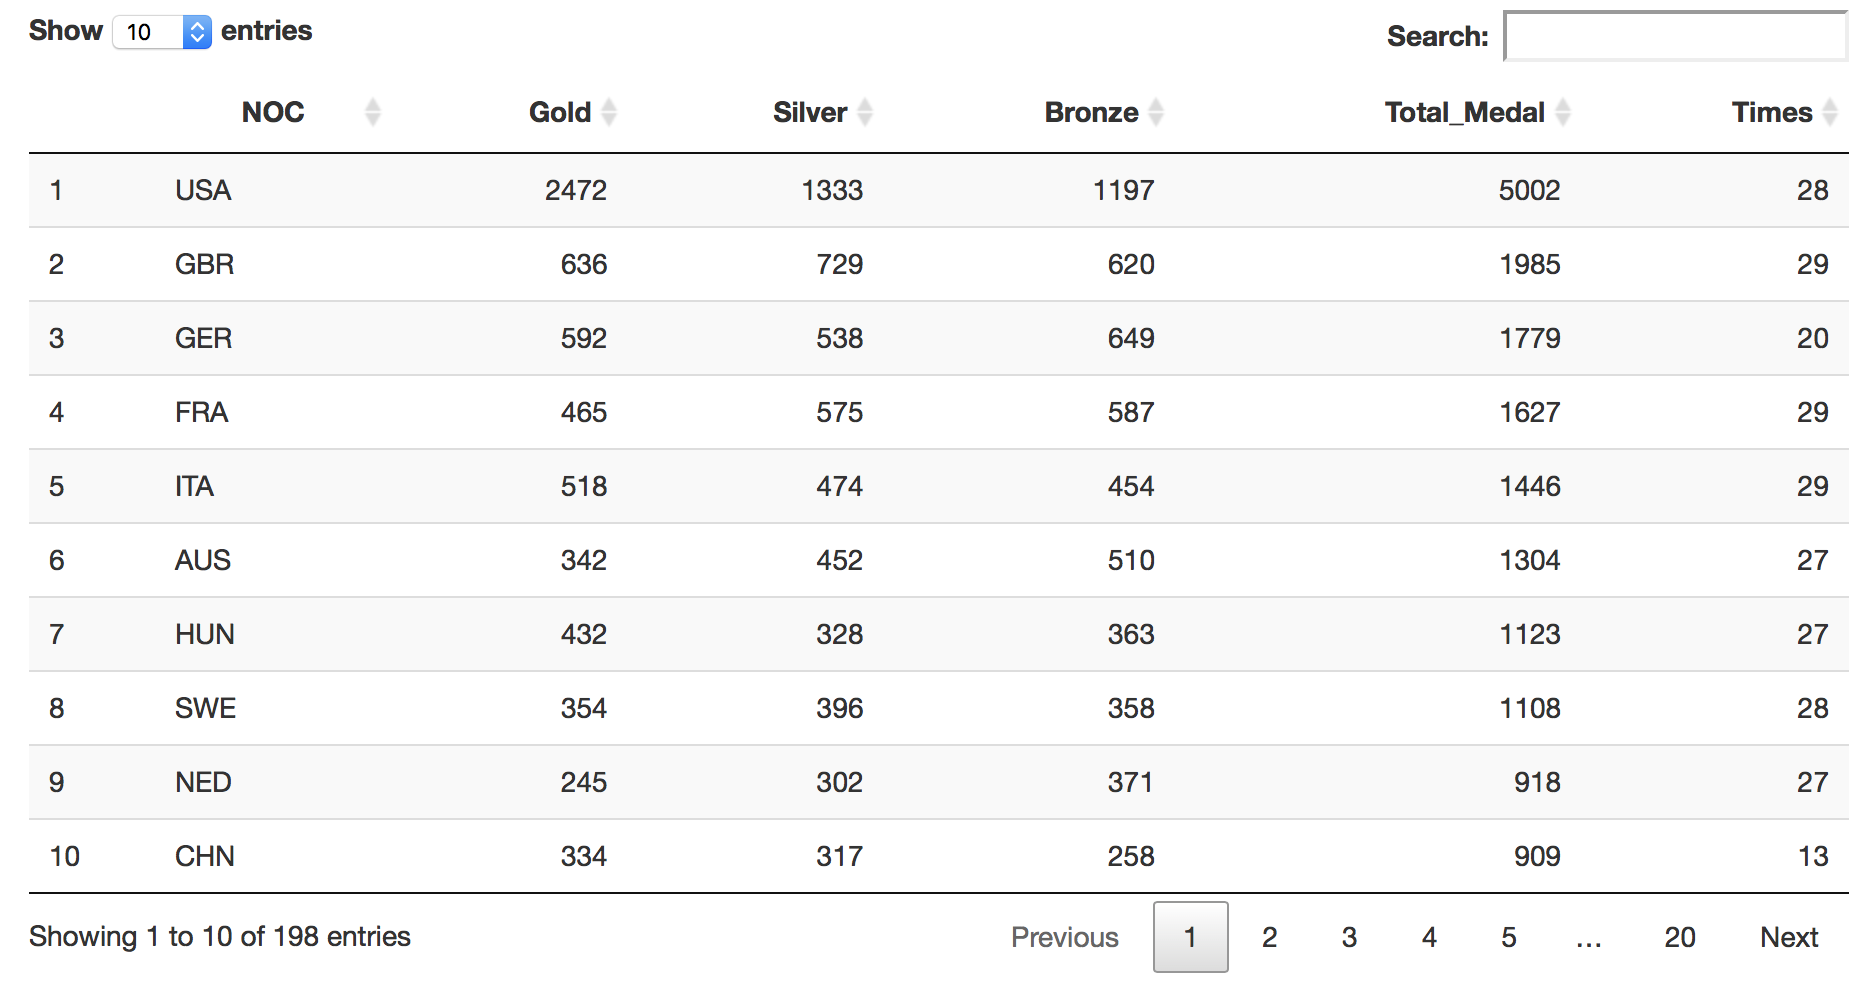 Show 10 entries Search:
NOC Gold Silver Bronze Total_Medal Times
1 USA 2472 1333 1197 5002 28
2 GBR 636 729 620 1985 29
3 GER 592 538 649 1779 20
4 FRA 465 575 587 1627 29
5 ITA 518 474 454 1446 29
6 AUS 342 452 510 1304 27
7 HUN 432 328 363 1123 27
8 SWE 354 396 358 1108 28
9 NED 245 302 371 918 27
10 CHN 334 317 258 909 13
Showing 1 to 10 of 198 entries Previous 1 2 3 4 5 … 20 Next